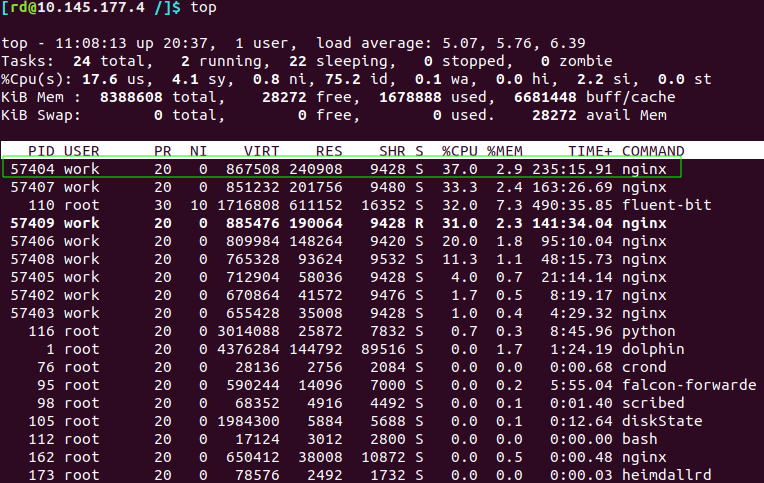 [rd@10.145.177.4 /]$ top
top - 11:08:13 up 20:37,  1 user,  load average: 5.07, 5.76, 6.39
Tasks:  24 total,   2 running,  22 sleeping,   0 stopped,   0 zombie
%Cpu(s): 17.6 us,  4.1 sy,  0.8 ni, 75.2 id,  0.1 wa,  0.0 hi,  2.2 si,  0.0 st
KiB Mem :  8388608 total,    28272 free,  1678888 used,  6681448 buff/cache
KiB Swap:        0 total,        0 free,        0 used.    28272 avail Mem
PID USER      PR  NI    VIRT    RES    SHR S  %CPU %MEM     TIME+ COMMAND
57404 work      20   0  867508 240908   9428 S  37.0  2.9 235:15.91 nginx
57407 work      20   0  851232 201756   9480 S  33.3  2.4 163:26.69 nginx
110 root      30  10 1716808 611152  16352 S  32.0  7.3 490:35.85 fluent-bit
57409 work      20   0  885476 190064   9428 R  31.0  2.3 141:34.04 nginx
57406 work      20   0  809984 148264   9420 S  20.0  1.8  95:10.04 nginx
57408 work      20   0  765328  93624   9532 S  11.3  1.1  48:15.73 nginx
57405 work      20   0  712904  58036   9428 S   4.0  0.7  21:14.14 nginx
57402 work      20   0  670864  41572   9476 S   1.7  0.5   8:19.17 nginx
57403 work      20   0  655428  35008   9428 S   1.0  0.4   4:29.32 nginx
116 root      20   0 3014088  25872   7832 S   0.7  0.3   8:45.96 python
1 root      20   0 4376284 144792  89516 S   0.0  1.7   1:24.19 dolphin
76 root      20   0   28136   2756   2084 S   0.0  0.0   0:00.68 crond
95 root      20   0  590244  14096   7000 S   0.0  0.2   5:55.04 falcon-forwarde
98 root      20   0   68352   4916   4492 S   0.0  0.1   0:01.40 scribed
105 root      20   0 1984300   5884   5688 S   0.0  0.1   0:12.64 diskState
112 root      20   0   17124   3012   2800 S   0.0  0.0   0:00.00 bash
162 root      20   0  650412  38008  10872 S   0.0  0.5   0:00.48 nginx
173 root      20   0   78576   2492   1732 S   0.0  0.0   0:00.03 heimdallrd